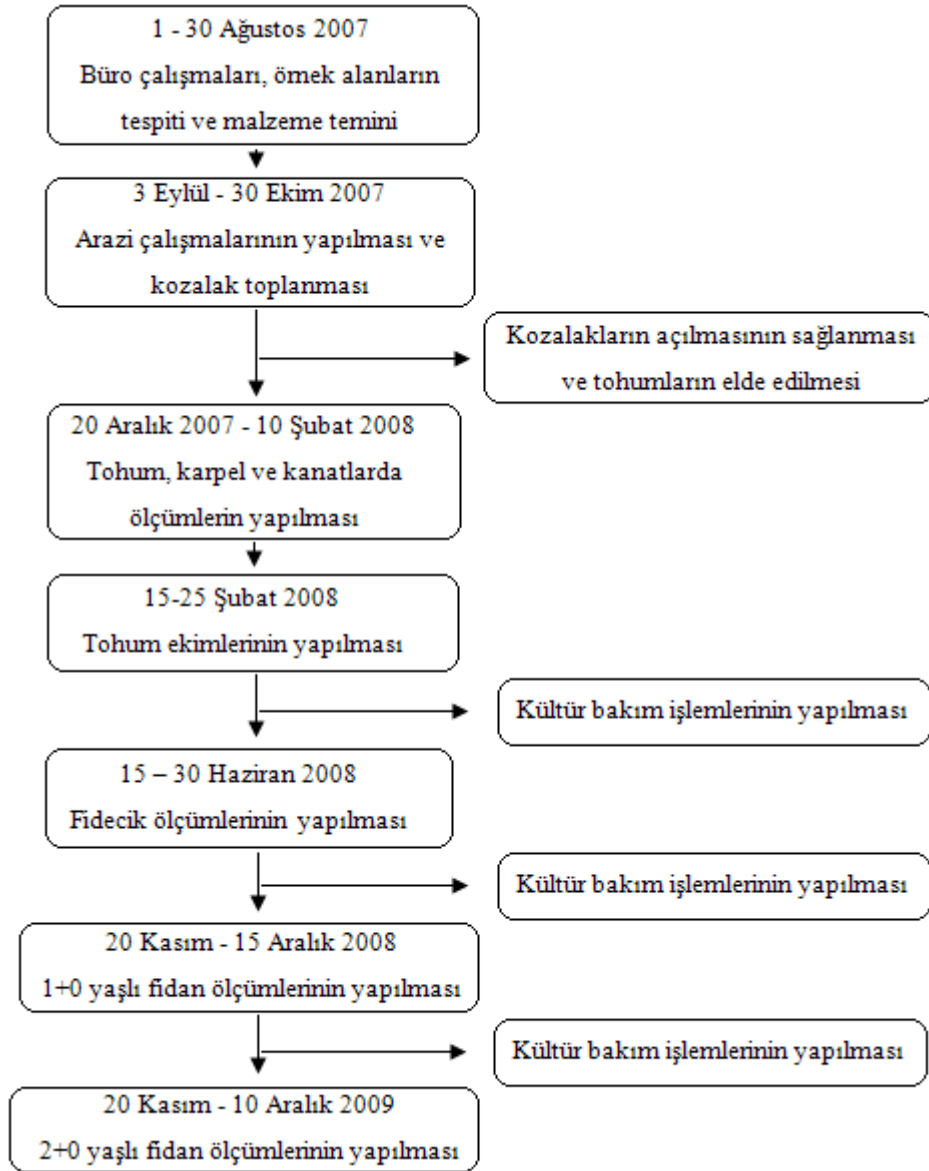 1 - 30 Ağustos 2007
Büro çalışmaları, örnek alanların
tespiti ve malzeme temini
3 Eylül - 30 Ekim 2007
Arazi çalışmalarının yapılması ve
kozalak toplanması
Kozalakların açılmasının sağlanması
ve tohumların elde edilmesi
20 Aralık 2007 - 10 Şubat 2008
Tohum, karpel ve kanatlarda
ölçümlerin yapılması
15-25 Şubat 2008
Tohum ekimlerinin yapılması
Kültür bakım işlemlerinin yapılması
15 – 30 Haziran 2008
Fidecik ölçümlerinin yapılması
Kültür bakım işlemlerinin yapılması
20 Kasım - 15 Aralık 2008
1+0 yaşlı fidan ölçümlerinin yapılması
Kültür bakım işlemlerinin yapılması
20 Kasım - 10 Aralık 2009
2+0 yaşlı fidan ölçümlerinin yapılması